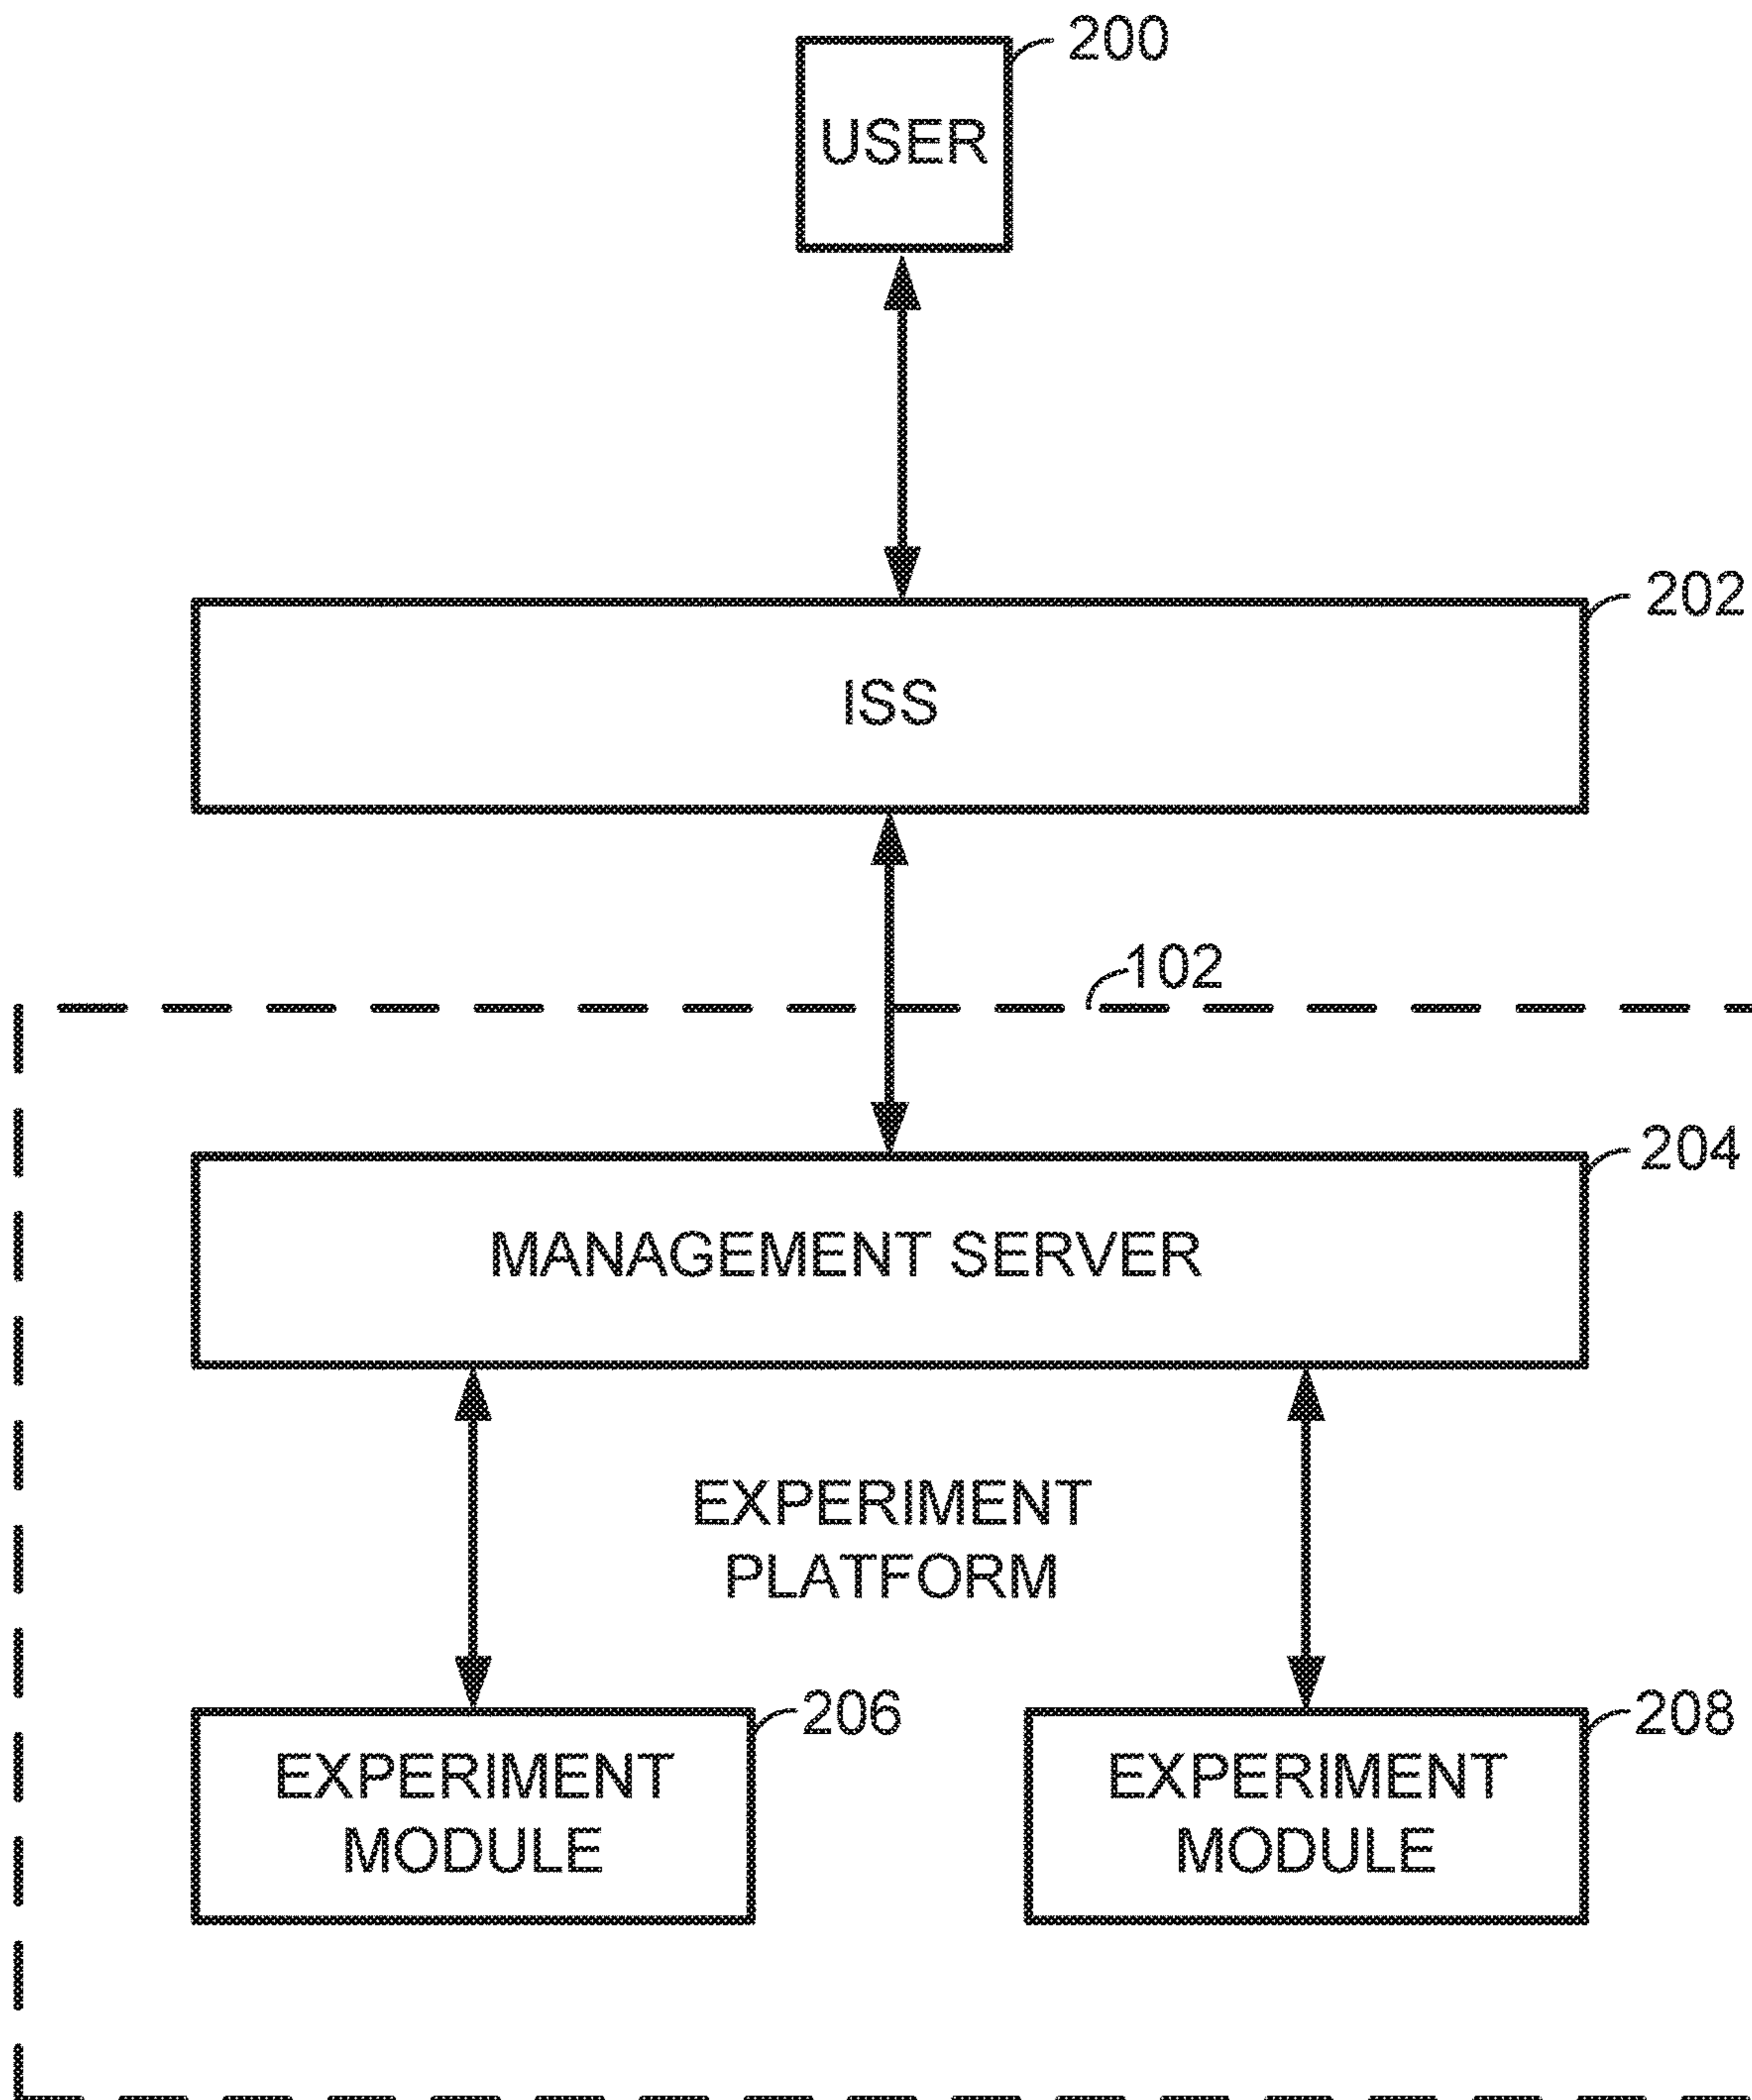 200
USER
202
ISS
102
204
MANAGEMENT SERVER
EXPERIMENT
PLATFORM
206
EXPERIMENT
MODULE
208
EXPERIMENT
MODULE